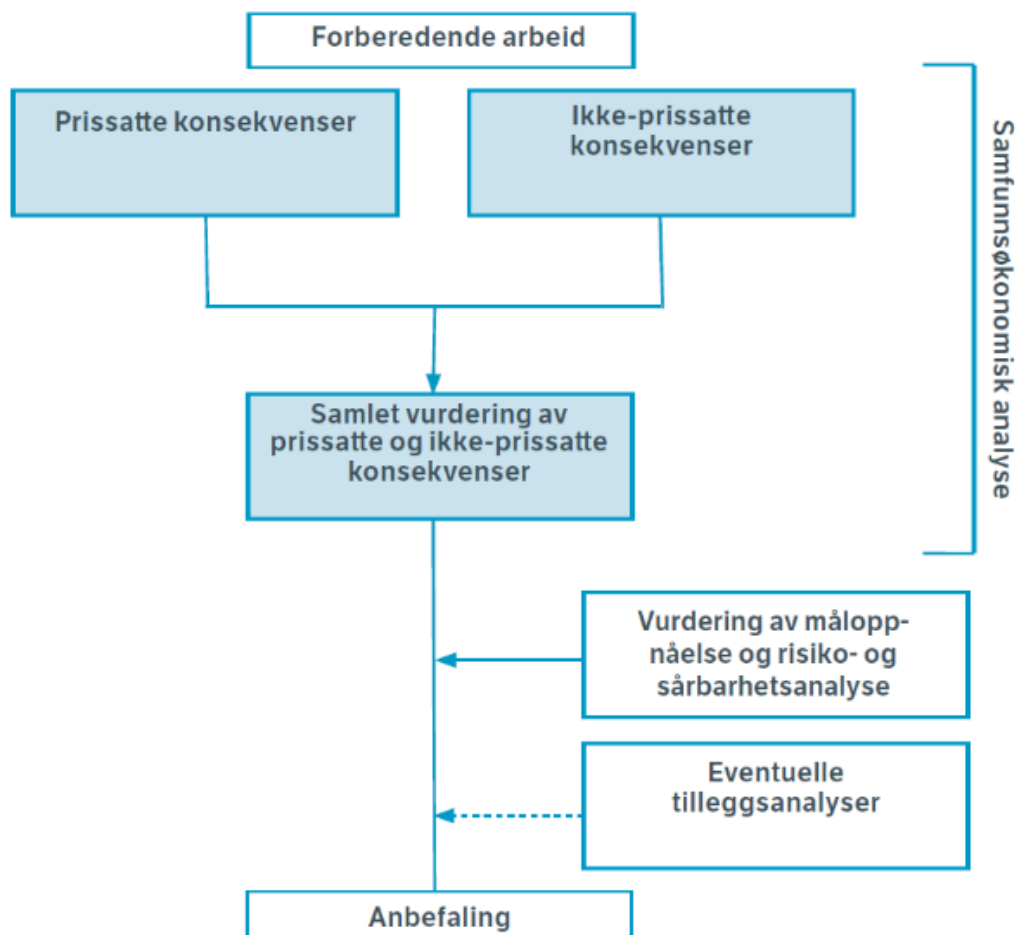 Forberedende arbeid
Prissatte konsekvenser
Ikke-prissatte
konsekvenser
Samfunnsøkonomisk analyse
Samlet vurdering av
prissatte og ikke-prissatte
konsekvenser
Vurdering av målopp-
nåelse og risiko- og
sårbarhetsanalyse
Eventuelle
tilleggsanalyser
Anbefaling